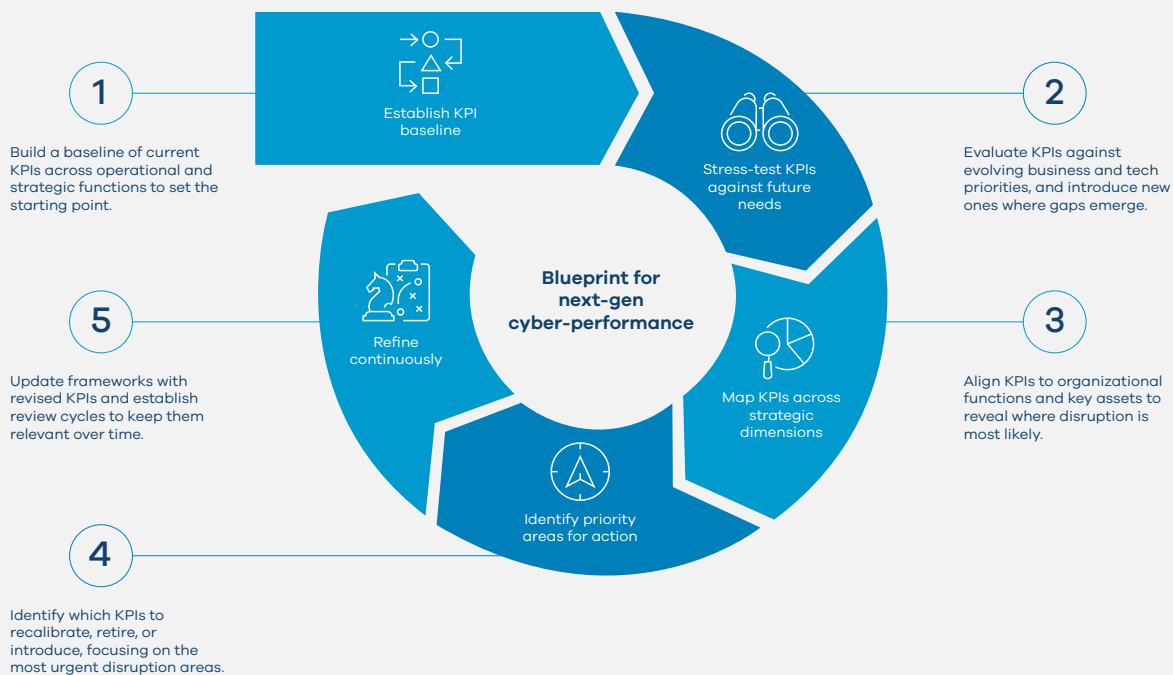 1
Build a baseline of current
KPIs across operational and
strategic functions to set the
starting point.
Establish KPI
baseline
2
Evaluate KPIs against
evolving business and tech
priorities, and introduce new
ones where gaps emerge.
Stress-test KPIs
against future
needs
Blueprint for
next-gen
cyber-performance
3
Align KPIs to organizational
functions and key assets to
reveal where disruption is
most likely.
Map KPIs across
strategic
dimensions
4
Identify which KPIs to
recalibrate, retire, or
introduce, focusing on the
most urgent disruption areas.
Identify priority
areas for action
5
Update frameworks with
revised KPIs and establish
review cycles to keep them
relevant over time.
Refine
continuously